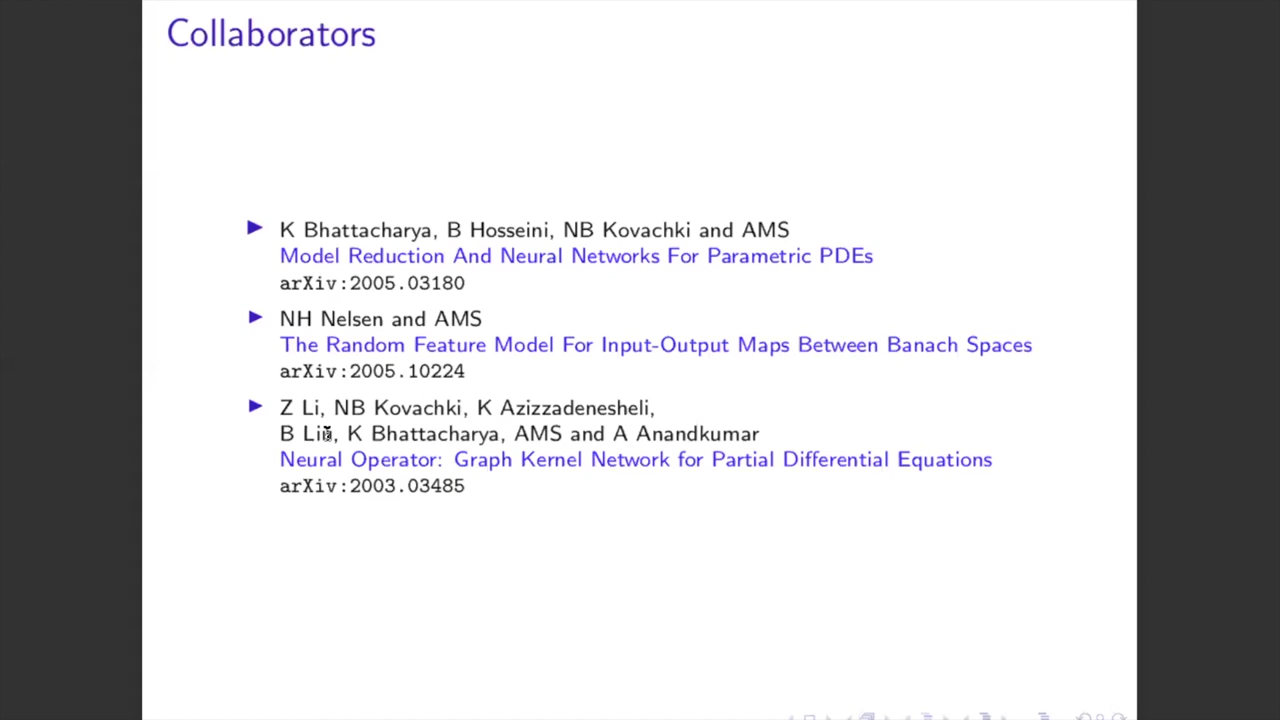 Collaborators
K Bhattacharya, B Hosseini, NB Kovachki and AMS
Model Reduction And Neural Networks For Parametric PDEs
arXiv:2005.03180
NH Nelsen and AMS
The Random Feature Model For Input-Output Maps Between Banach Spaces
arXiv:2005.10224
Z Li, NB Kovachki, K Azizzadenesheli,
B Liu, K Bhattacharya, AMS and A Anandkumar
Neural Operator: Graph Kernel Network for Partial Differential Equations
arXiv:2003.03485